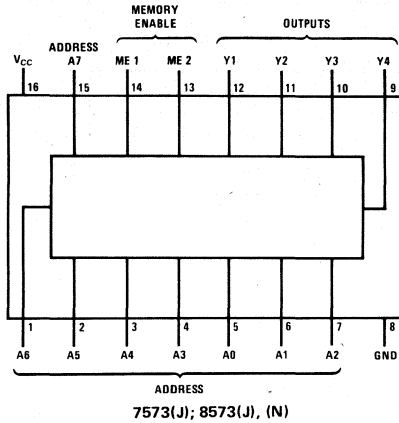 MEMORY
ENABLE
OUTPUTS
ADDRESS
VCC A7 ME 1 ME 2 Y1 Y2 Y3 Y4
16 15 14 13 12 11 10 9
1 2 3 4 5 6 7 8
A6 A5 A4 A3 A0 A1 A2 GND
ADDRESS
7573(J); 8573(J), (N)